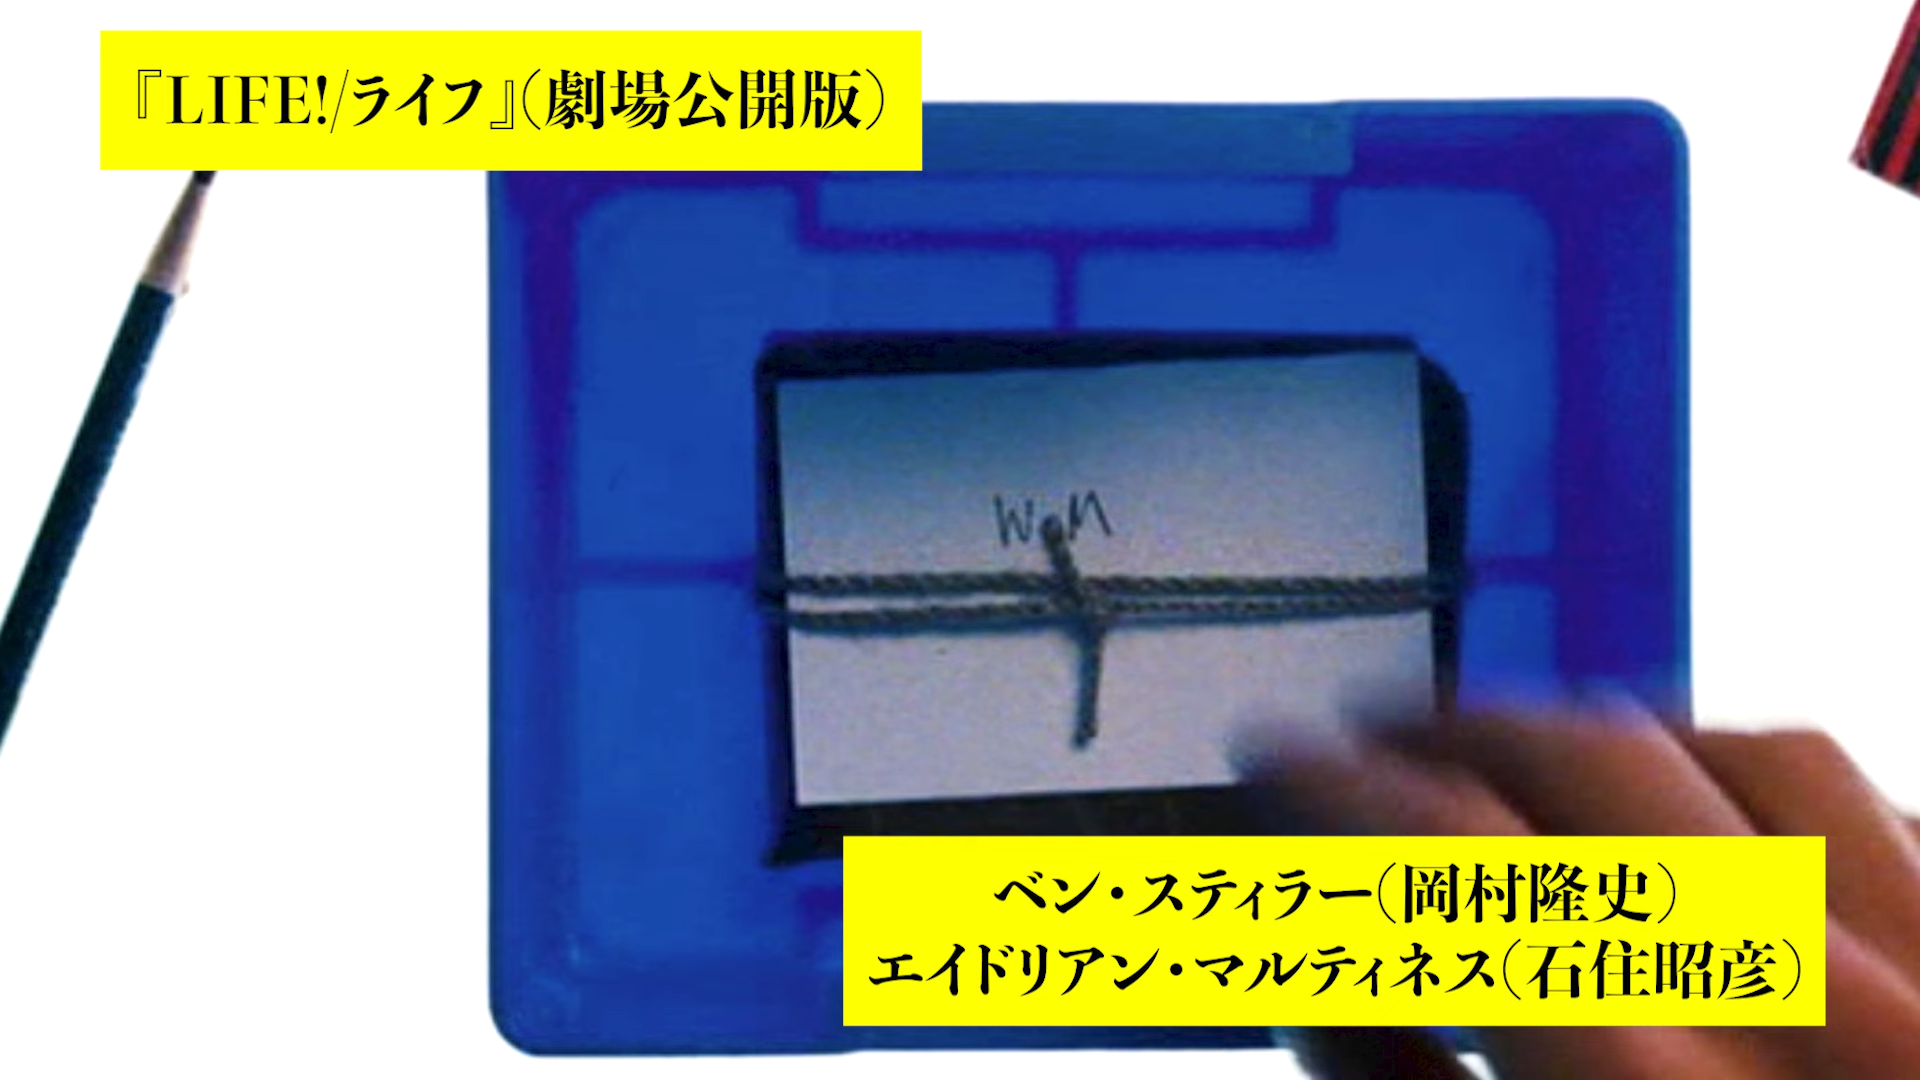 『LIFE!/ライフ』（劇場公開版）
WM
ベン・スティラー（岡村隆史）
エイドリアン・マルティネス（石住昭彦）